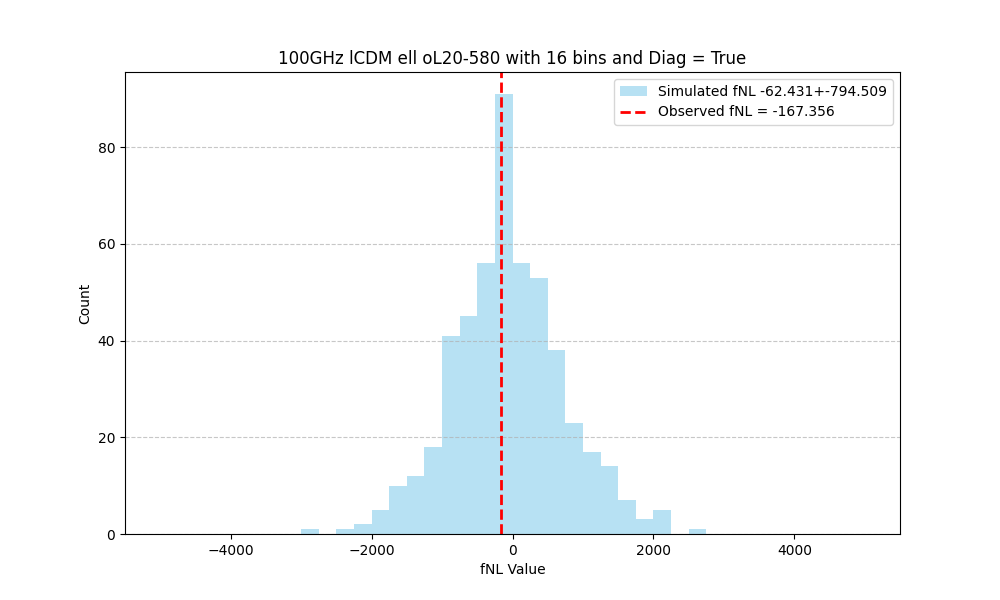 100GHz lCDM ell oL20-580 with 16 bins and Diag = True
Simulated fNL -62.431+-794.509
Observed fNL = -167.356
Count
80
60
40
20
0
−4000
−2000
0
2000
4000
fNL Value